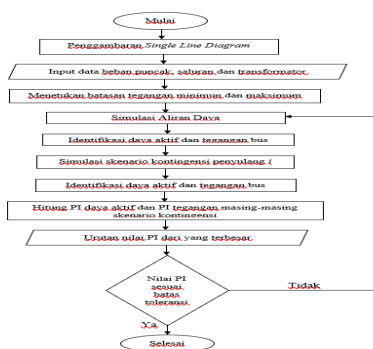 Mulai
Penggambaran Single Line Diagram
Input data beban puncak, saluran dan transformator
Menetukan batasan tegangan minimun dan maksimum
Simulasi Aliran Daya
Identifikasi daya aktif dan tegangan bus
Simulasi skenario kontingensi penyulang l
Identifikasi daya aktif dan tegangan bus
Hitung PI daya aktif dan PI tegangan masing-masing
skenario kontingensi
Urutan nilai PI dari yang terbesar
Nilai PI
sesuai
batas
toleransi
Tidak
Ya
Selesai